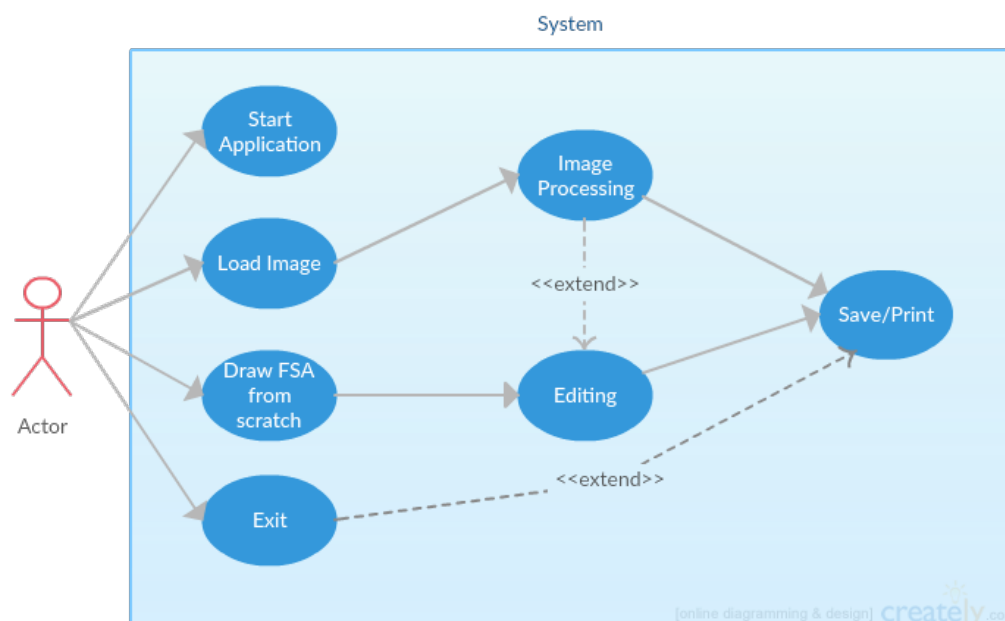 System
Start
Application
Image
Processing
Load Image
<<extend>>
Save/Print
Draw FSA
from
scratch
Editing
Actor
<<extend>>
Exit
[online diagramming & design] creately.co